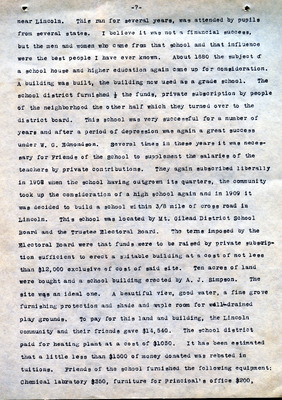 -7-
near Lincoln. This ran for several years, was attended by pupils
from several states. I believe it was not a financial success,
but the men and women who came from that school and that influence
were the best people I have ever known. About 1880 the subject f
a school house and higher education again come up for consideration.
A building was built, the building now used as a grade school. The
school district furnished ½ the funds, private subscription by people
of the neighborhood the other half which they turned over to the
district board. This school was very successful for a number of
years and after a period of depression was again a great success
under W. G. Edmondson. Several times in these years it was neces-
sary for Friends of the School to supplement the salaries of the
teachers by private contributions. They again subscribed liberally
in 1908 when the school having outgrown its quarters, the community
took up the consideration of a high school again and in 1909 it
was decided to build a school within 3/8 mile of cross road in
Lincoln. This school was located by Mt. Gilead District School
Board and the Trustee Electoral Board. The terms imposed by the
Electoral Board were that funds were to be raised by private subscrip-
tion sufficient to erect a suitable building at a cost of not less
than $12,000 exclusive of cost of said site. Ten acres of land
were bought and a school building erected by A. J. Simpson. The
site was an ideal one. A beautiful view, good water, a fine grove
furnishing protection and shade and ample room for well-drained
play grounds. To pay for this land and building, the Lincoln
community and their friends gave $14,540. The school district
paid for heating plant at a cost of $1050. It has been estimated
that a little less than $1000 of money donated was rebated in
tuitions. Friends of the school furnished the following equipment:
Chemical labratory $350, furniture for Principal's office $200,